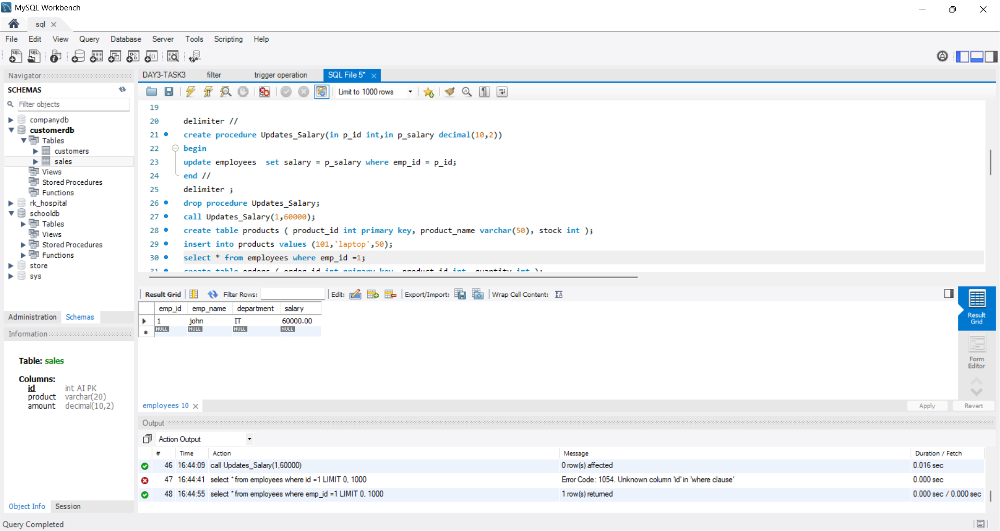 MySQL Workbench
sql
File Edit View Query Database Server Tools Scripting Help
Navigator
SCHEMAS
Filter objects
companydb
customerdb
Tables
customers
sales
Views
Stored Procedures
Functions
rk_hospital
schooldb
Tables
Views
Stored Procedures
Functions
store
sys
Administration Schemas
Information
Table: sales
Columns:
id int AI PK
product varchar(20)
amount decimal(10,2)
Object Info Session
Query Completed
DAY3-TASK3 filter trigger operation SQL File 5*
Limit to 1000 rows
19
20 delimiter //
21 create procedure Updates_Salary(in p_id int,in p_salary decimal(10,2))
22 begin
23 update employees  set salary = p_salary where emp_id = p_id;
24 end //
25 delimiter ;
26 drop procedure Updates_Salary;
27 call Updates_Salary(1,60000);
28 create table products ( product_id int primary key, product_name varchar(50), stock int );
29 insert into products values (101,'laptop',50);
30 select * from employees where emp_id =1;
31 create table orders ( order_id int primary key, product_id int, quantity int );
Result Grid Filter Rows: Edit: Export/Import: Wrap Cell Content:
emp_id emp_name department salary
1 john IT 60000.00
NULL NULL NULL NULL
Result Grid
Form Editor
employees 10
Apply Revert
Output
Action Output
# Time Action Message Duration / Fetch
46 16:44:09 call Updates_Salary(1,60000) 0 row(s) affected 0.016 sec
47 16:44:41 select * from employees where id =1 LIMIT 0, 1000 Error Code: 1054. Unknown column 'id' in 'where clause' 0.000 sec
48 16:44:55 select * from employees where emp_id =1 LIMIT 0, 1000 1 row(s) returned 0.000 sec / 0.000 sec